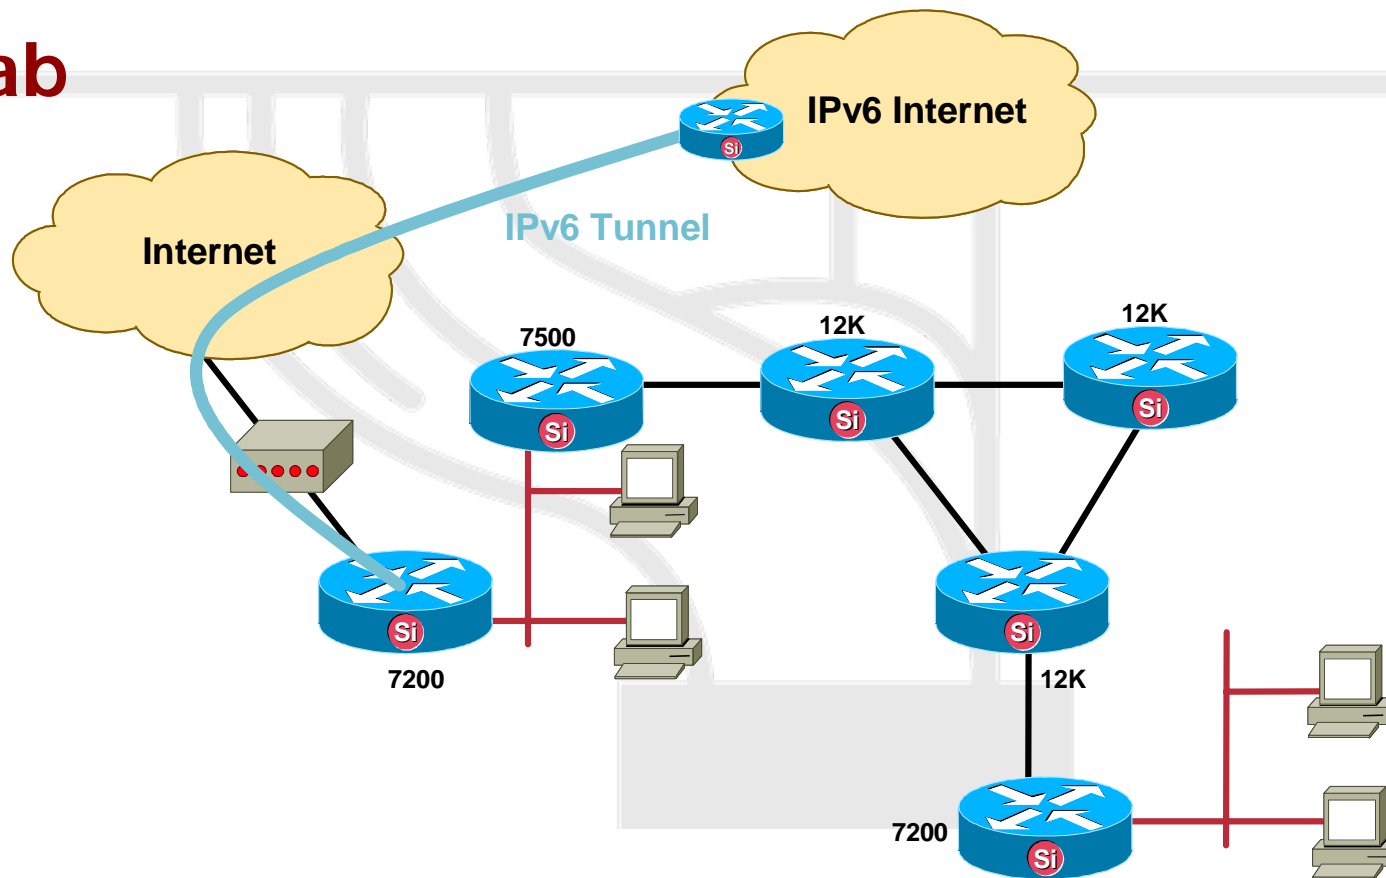 ab
IPv6 Internet
Si
IPv6 Tunnel
Internet
7500
12K
12K
Si
Si
Si
Si
7200
Si
12K
7200
Si